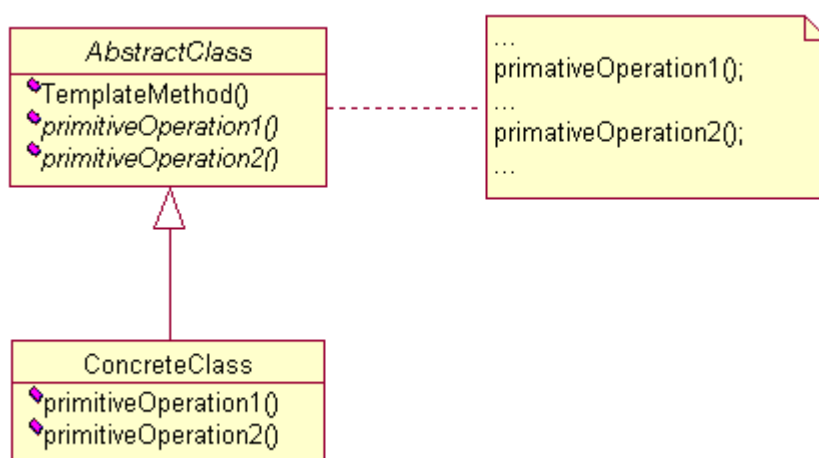 AbstractClass
TemplateMethod()
primitiveOperation1()
primitiveOperation2()
...
primativeOperation1();
...
primativeOperation2();
...
ConcreteClass
primitiveOperation1()
primitiveOperation2()